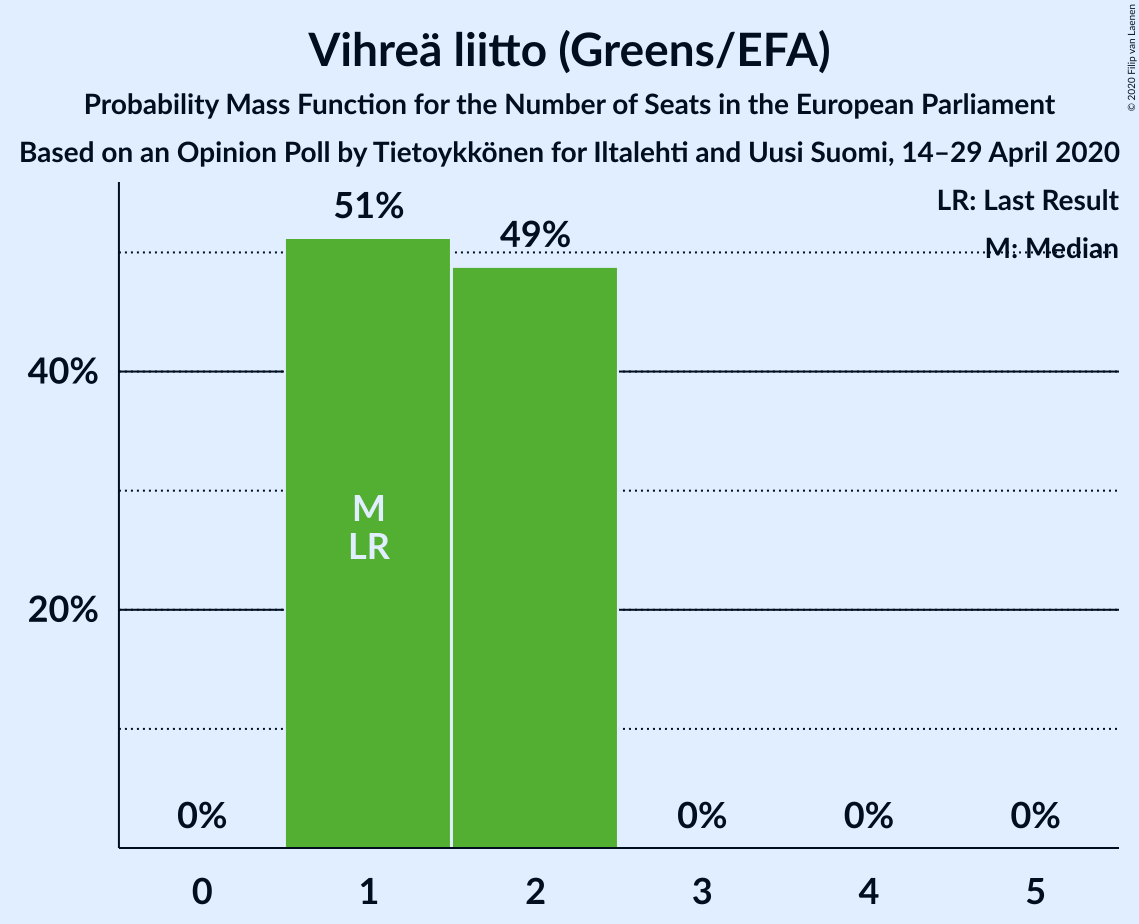 Vihreä liitto (Greens/EFA)
Probability Mass Function for the Number of Seats in the European Parliament
Based on an Opinion Poll by Tietoykkönen for Iltalehti and Uusi Suomi, 14–29 April 2020
© 2020 Filip van Laenen
LR: Last Result
M: Median
51%
49%
40%
M
LR
20%
0%
0%
0%
0%
0
1
2
3
4
5